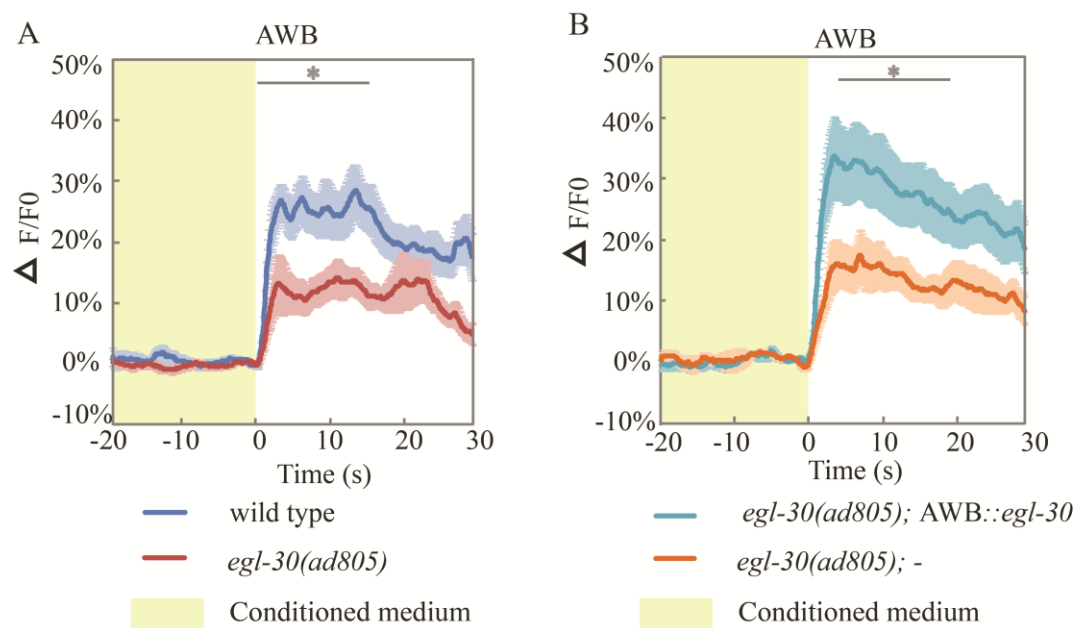 A
AWB
50%
40%
30%
20%
10%
0%
-10%
Δ F/F0
*
-20 -10 0 10 20 30
Time (s)
wild type
egl-30(ad805)
Conditioned medium
B
AWB
50%
40%
30%
20%
10%
0%
-10%
Δ F/F0
*
-20 -10 0 10 20 30
Time (s)
egl-30(ad805); AWB::egl-30
egl-30(ad805); -
Conditioned medium